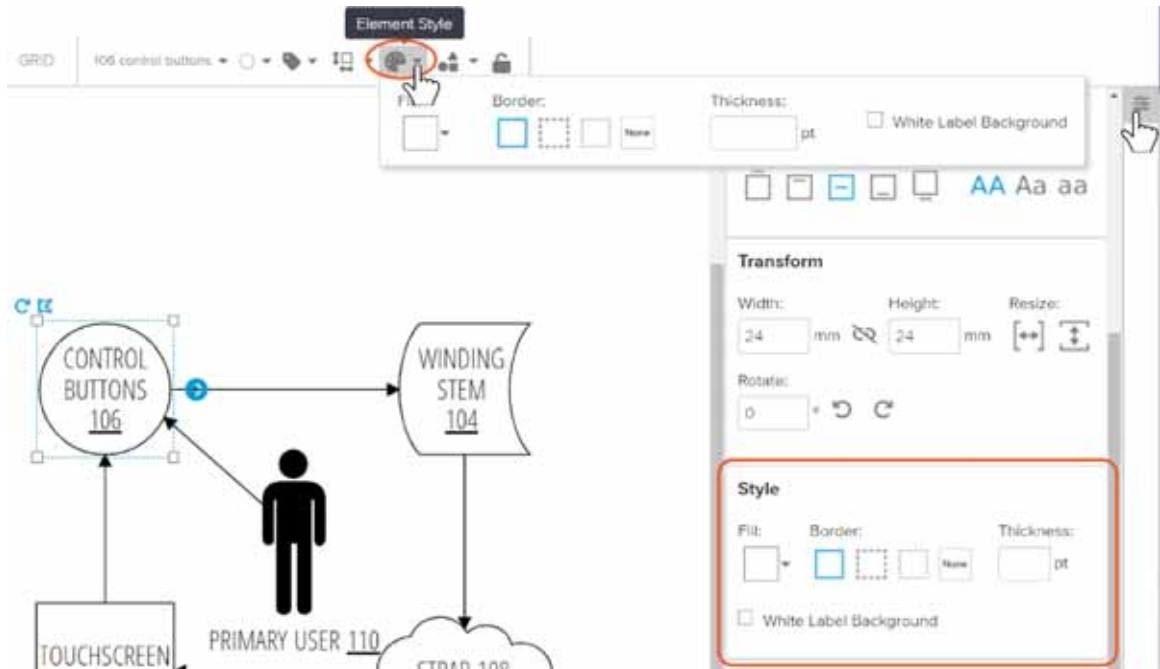 Element Style
GRID
106 control buttons
Fill:
Border:
Thickness:
None
pt
White Label Background
AA Aa aa
Transform
Width:
Height:
Resize:
24
mm
24
mm
Rotate:
0
°
Style
Fill:
Border:
Thickness:
None
pt
White Label Background
CONTROL
BUTTONS
106
WINDING
STEM
104
PRIMARY USER 110
TOUCHSCREEN
STRAP 108